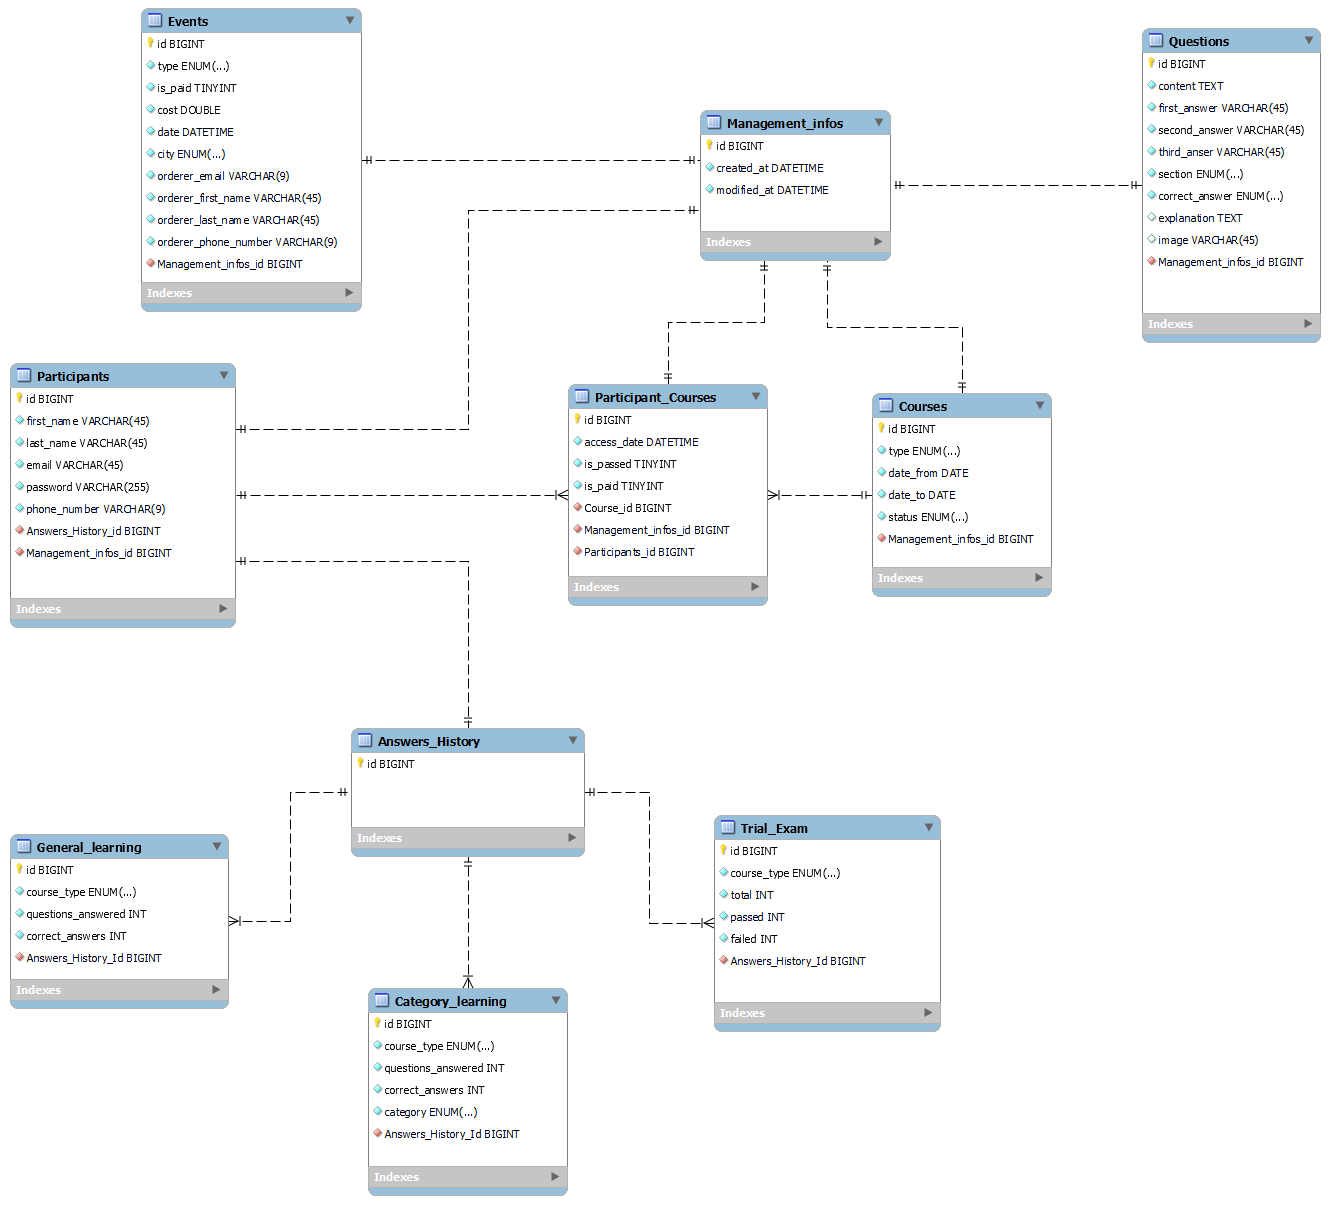 Events
id BIGINT
type ENUM(...)
is_paid TINYINT
cost DOUBLE
date DATETIME
city ENUM(...)
orderer_email VARCHAR(9)
orderer_first_name VARCHAR(45)
orderer_last_name VARCHAR(45)
orderer_phone_number VARCHAR(9)
Management_infos_id BIGINT
Indexes
Management_infos
id BIGINT
created_at DATETIME
modified_at DATETIME
Indexes
Questions
id BIGINT
content TEXT
first_answer VARCHAR(45)
second_answer VARCHAR(45)
third_anser VARCHAR(45)
section ENUM(...)
correct_answer ENUM(...)
explanation TEXT
image VARCHAR(45)
Management_infos_id BIGINT
Indexes
Participants
id BIGINT
first_name VARCHAR(45)
last_name VARCHAR(45)
email VARCHAR(45)
password VARCHAR(255)
phone_number VARCHAR(9)
Answers_History_id BIGINT
Management_infos_id BIGINT
Indexes
Participant_Courses
id BIGINT
access_date DATETIME
is_passed TINYINT
is_paid TINYINT
Course_id BIGINT
Management_infos_id BIGINT
Participants_id BIGINT
Indexes
Courses
id BIGINT
type ENUM(...)
date_from DATE
date_to DATE
status ENUM(...)
Management_infos_id BIGINT
Indexes
Answers_History
id BIGINT
Indexes
General_learning
id BIGINT
course_type ENUM(...)
questions_answered INT
correct_answers INT
Answers_History_Id BIGINT
Indexes
Trial_Exam
id BIGINT
course_type ENUM(...)
total INT
passed INT
failed INT
Answers_History_Id BIGINT
Indexes
Category_learning
id BIGINT
course_type ENUM(...)
questions_answered INT
correct_answers INT
category ENUM(...)
Answers_History_Id BIGINT
Indexes